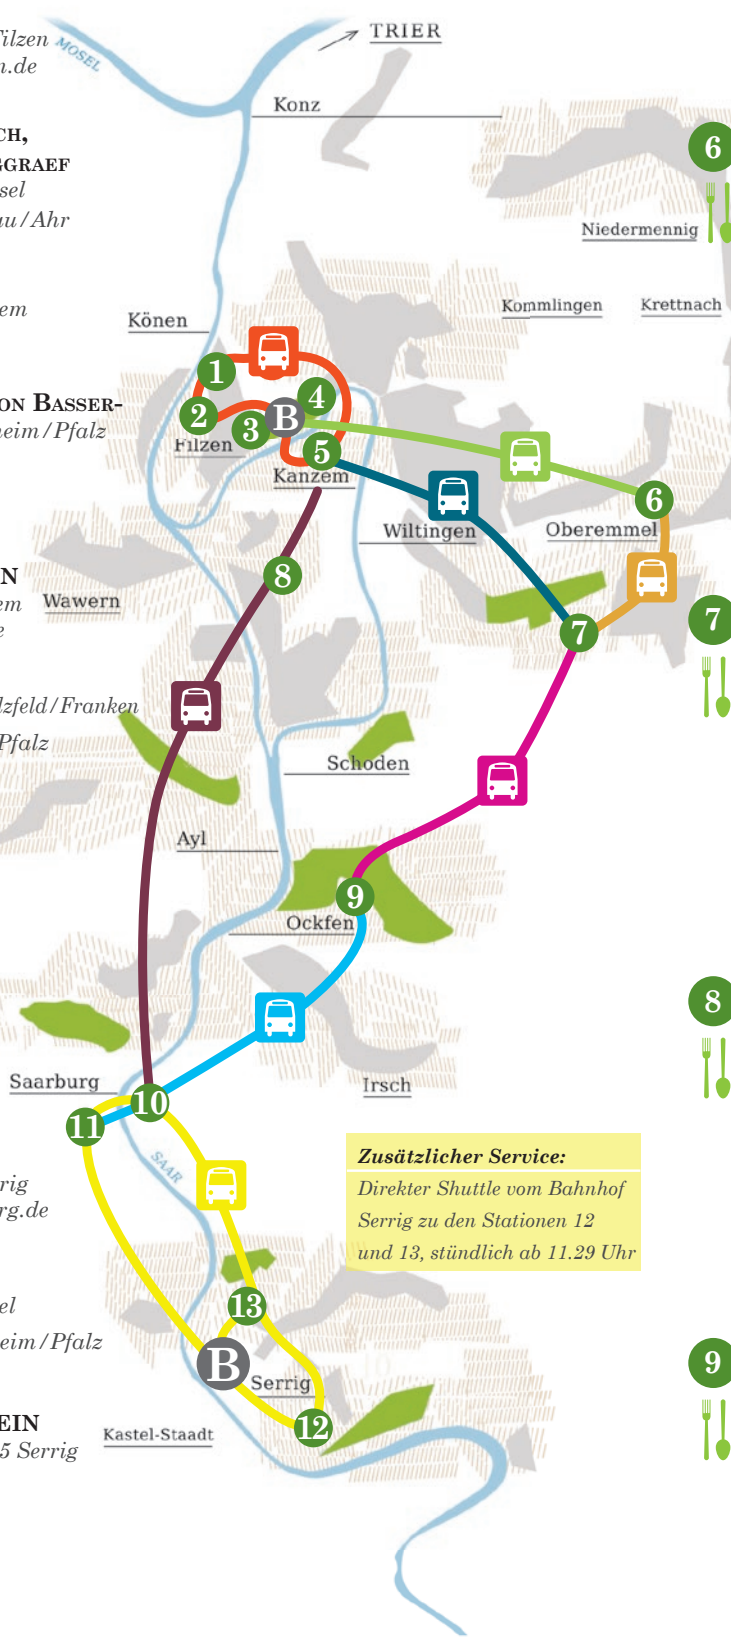 Filzen
MOSEL
n.de
TRIER
Konz
CH,
GGRAEF
sel
au/Ahr
6
Niedermennig
em
Könen
Kommlingen
Krettnach
ON BASSER-
heim/Pfalz
1
2
3
4
B
5
Filzen
Kanzem
6
Wiltingen
Oberemmel
N
em
e
Wawern
8
7
7
lzfeld/Franken
Pfalz
Schoden
Ayl
9
Ockfen
8
Saarburg
Irsch
10
11
SAAR
Zusätzlicher Service:
Direkter Shuttle vom Bahnhof
Serrig zu den Stationen 12
und 13, stündlich ab 11.29 Uhr
rig
rg.de
13
el
eim/Pfalz
B
Serrig
9
EIN
5 Serrig
Kastel-Staadt
12